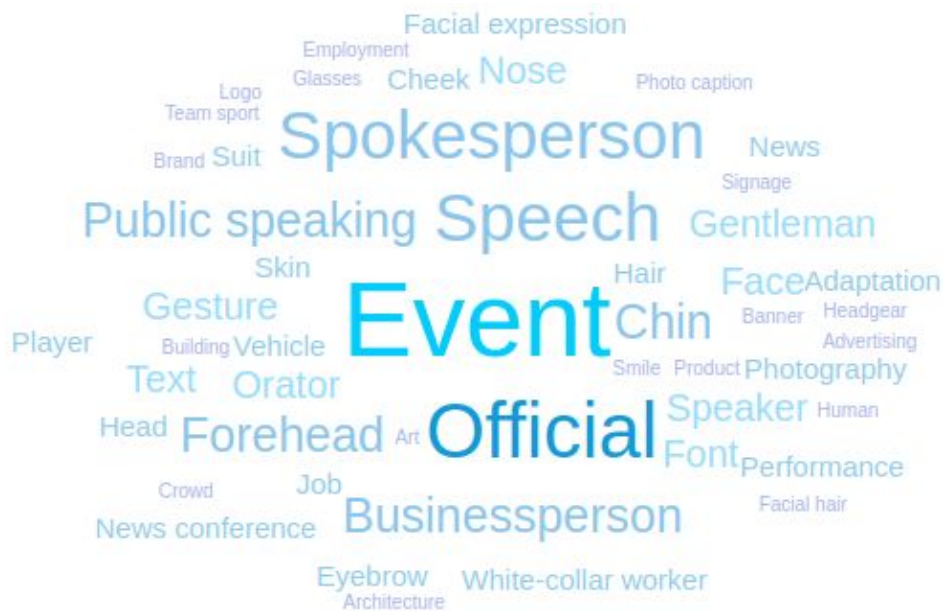 Facial expression
Employment
Glasses Cheek Nose Photo caption
Logo
Team sport
Spokesperson
Brand Suit News
Signage
Public speaking Speech Gentleman
Skin Hair Face Adaptation
Gesture Event Chin Banner Headgear
Player Building Vehicle Advertising
Smile Product Photography
Text Orator
Speaker Human
Head Forehead Art Official
Font Performance
Crowd Job Facial hair
News conference Businessperson
Eyebrow White-collar worker
Architecture